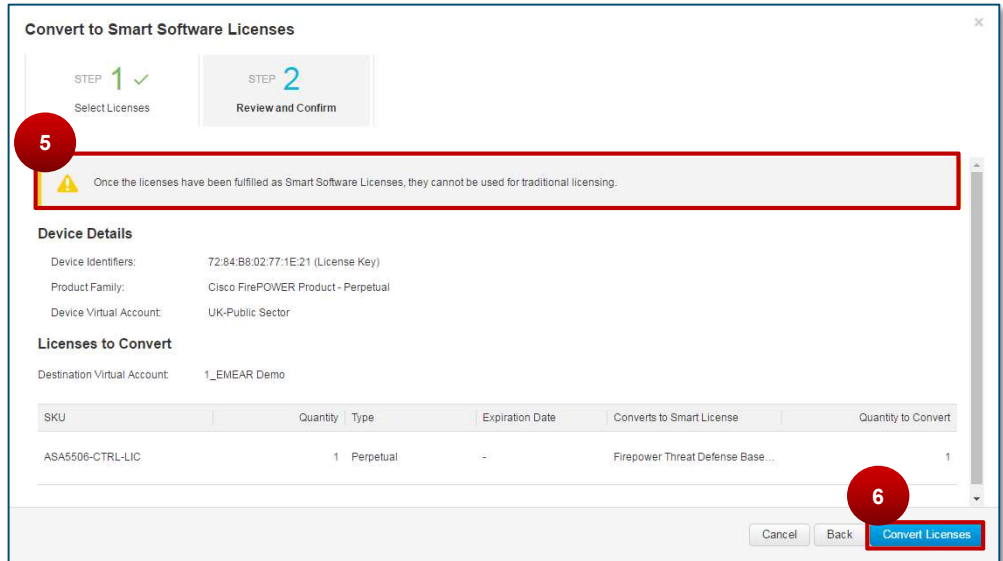 Convert to Smart Software Licenses
×
STEP 1 ✓
Select Licenses
STEP 2
Review and Confirm
5
Once the licenses have been fulfilled as Smart Software Licenses, they cannot be used for traditional licensing.
Device Details
Device Identifiers: 72:84:B8:02:77:1E:21 (License Key)
Product Family: Cisco FirePOWER Product - Perpetual
Device Virtual Account: UK-Public Sector
Licenses to Convert
Destination Virtual Account: 1_EMEAR Demo
SKU Quantity Type Expiration Date Converts to Smart License Quantity to Convert
ASA5506-CTRL-LIC 1 Perpetual - Firepower Threat Defense Base... 1
6
Cancel Back Convert Licenses